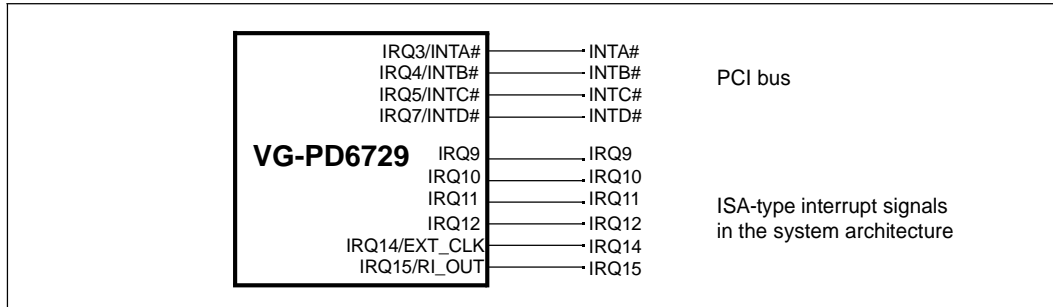 IRQ3/INTA# INTA#
IRQ4/INTB# INTB#
PCI bus
IRQ5/INTC# INTC#
IRQ7/INTD# INTD#
VG-PD6729 IRQ9 IRQ9
IRQ10 IRQ10
IRQ11 IRQ11
ISA-type interrupt signals
IRQ12 IRQ12
in the system architecture
IRQ14/EXT_CLK IRQ14
IRQ15/RI_OUT IRQ15